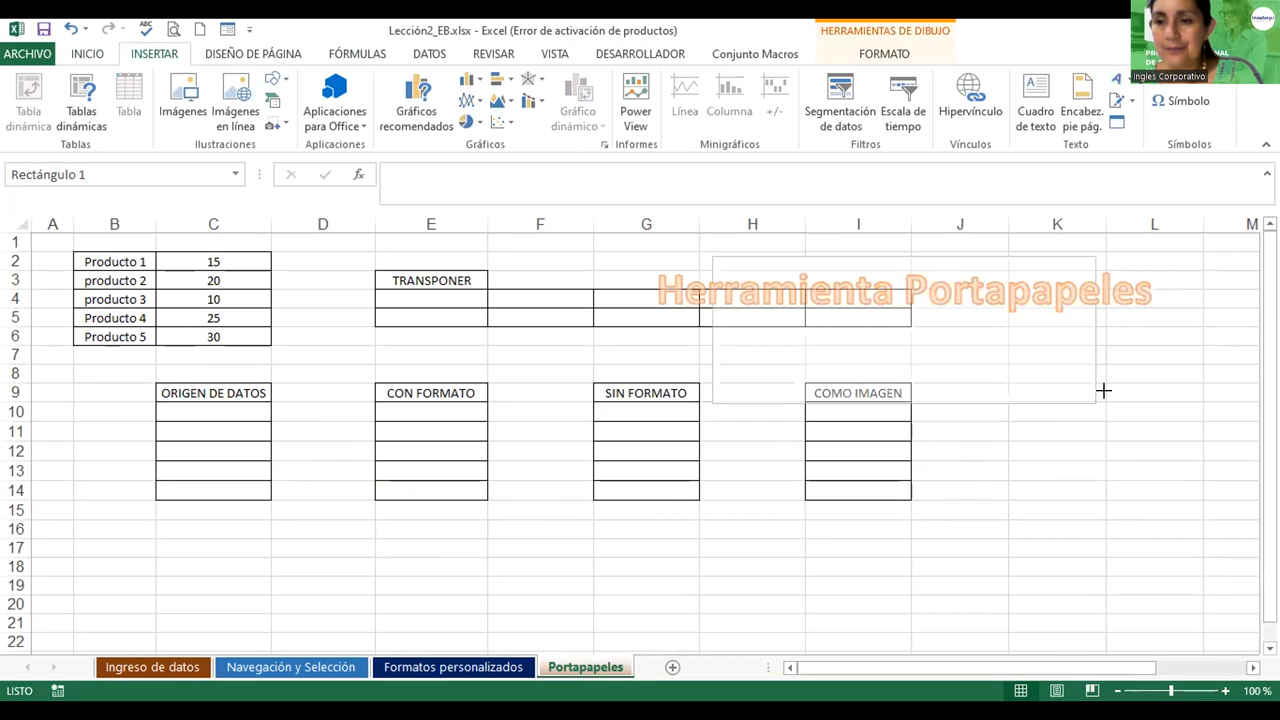 Lección2_EB.xlsx - Excel (Error de activación de productos)
HERRAMIENTAS DE DIBUJO
insaforp
Ingles Corporativo
ARCHIVO INICIO INSERTAR DISEÑO DE PÁGINA FÓRMULAS DATOS REVISAR VISTA DESARROLLADOR Conjunto Macros FORMATO
Tabla dinámica
Tablas dinámicas
Tabla
Imágenes
Imágenes en línea
Aplicaciones para Office
Gráficos recomendados
Gráfico dinámico
Power View
Línea
Columna
+/-
Segmentación de datos
Escala de tiempo
Hipervínculo
Cuadro de texto
Encabez. pie pág.
Símbolo
Tablas Ilustraciones Aplicaciones Gráficos Informes Minigráficos Filtros Vínculos Texto Símbolos
Rectángulo 1 fx
A B C D E F G H I J K L M
1
2 Producto 1 15
3 producto 2 20 TRANSPONER Herramienta Portapapeles
4 producto 3 10
5 Producto 4 25
6 Producto 5 30
7
8
9 ORIGEN DE DATOS CON FORMATO SIN FORMATO COMO IMAGEN
10
11
12
13
14
15
16
17
18
19
20
21
22
Ingreso de datos Navegación y Selección Formatos personalizados Portapapeles
LISTO 100 %